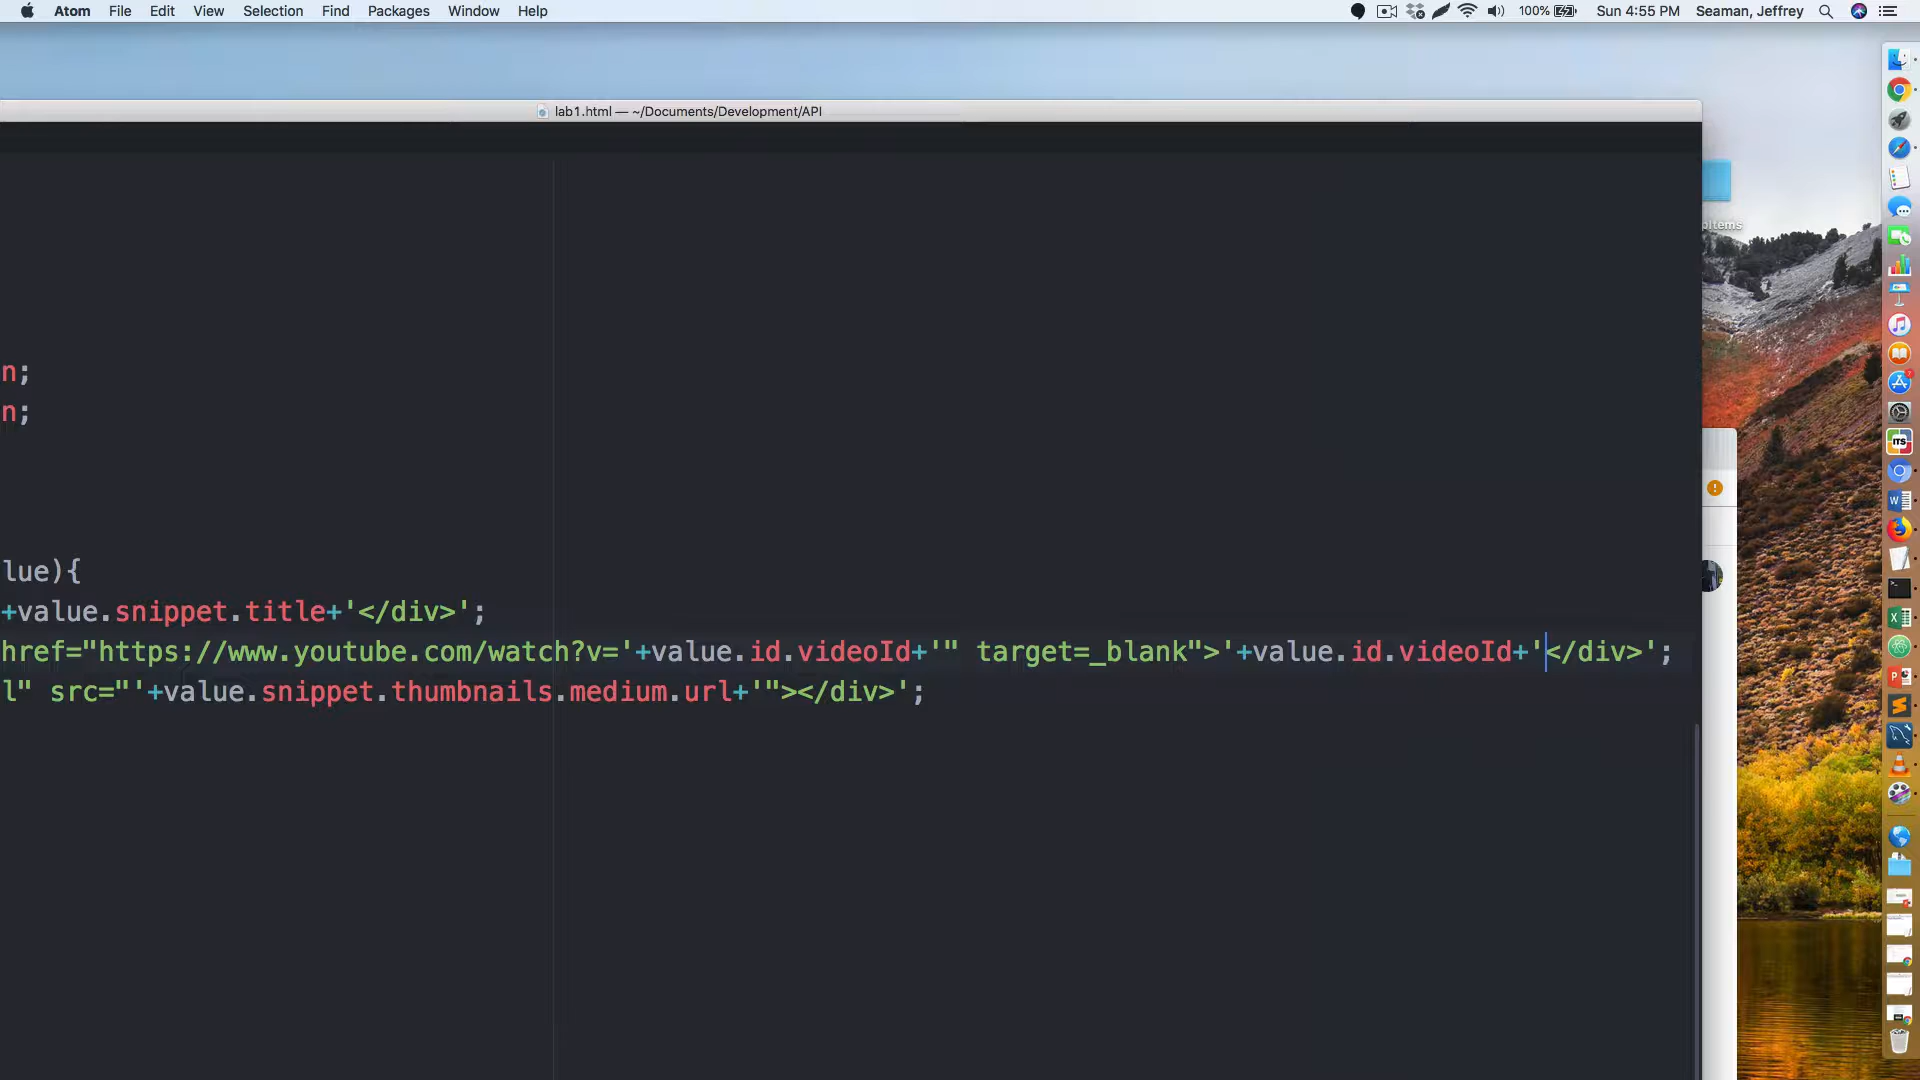 Atom File Edit View Selection Find Packages Window Help 100% Sun 4:55 PM Seaman, Jeffrey
lab1.html — ~/Documents/Development/API
n;
n;
lue){
+value.snippet.title+'</div>';
href="https://www.youtube.com/watch?v='+value.id.videoId+'" target=_blank">'+value.id.videoId+'</div>';
l" src="'+value.snippet.thumbnails.medium.url+'"></div>';
pItems
ITS